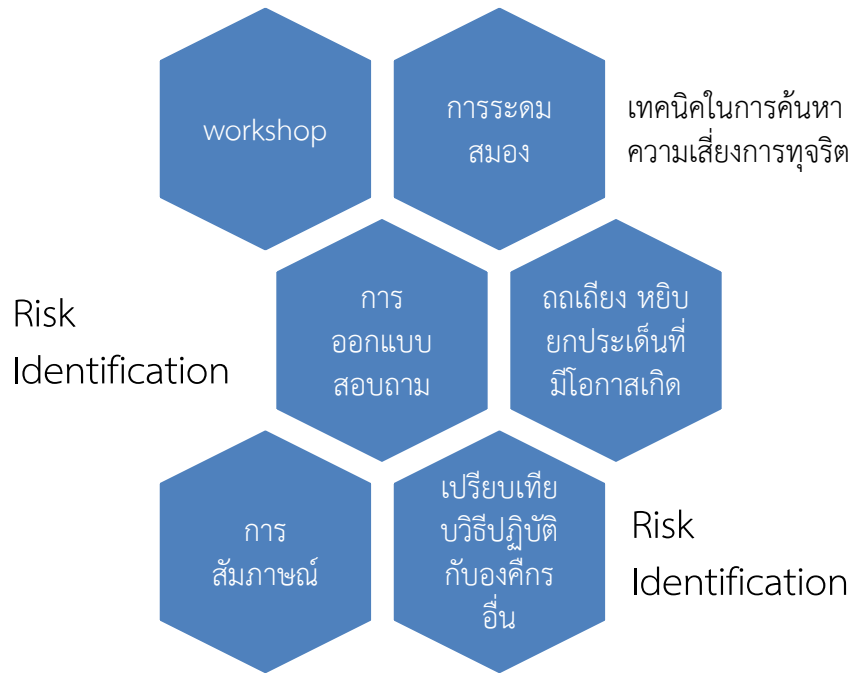 workshop
การระดม
สมอง
เทคนิคในการค้นหา
ความเสี่ยงการทุจริต
Risk
Identification
การ
ออกแบบ
สอบถาม
ถถเถียง หยิบ
ยกประเด็นที่
มีโอกาสเกิด
การ
สัมภาษณ์
เปรียบเทีย
บวิธีปฏิบัติ
กับองค์กร
อื่น
Risk
Identification